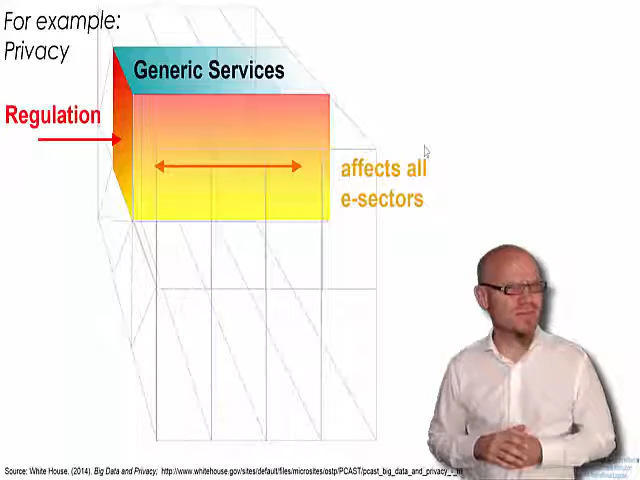 For example:
Privacy
Generic Services
Regulation
affects all
e-sectors
Source: White House. (2014). Big Data and Privacy; http://www.whitehouse.gov/sites/default/files/microsites/ostp/PCAST/pcast_big_data_and_privacy_-_